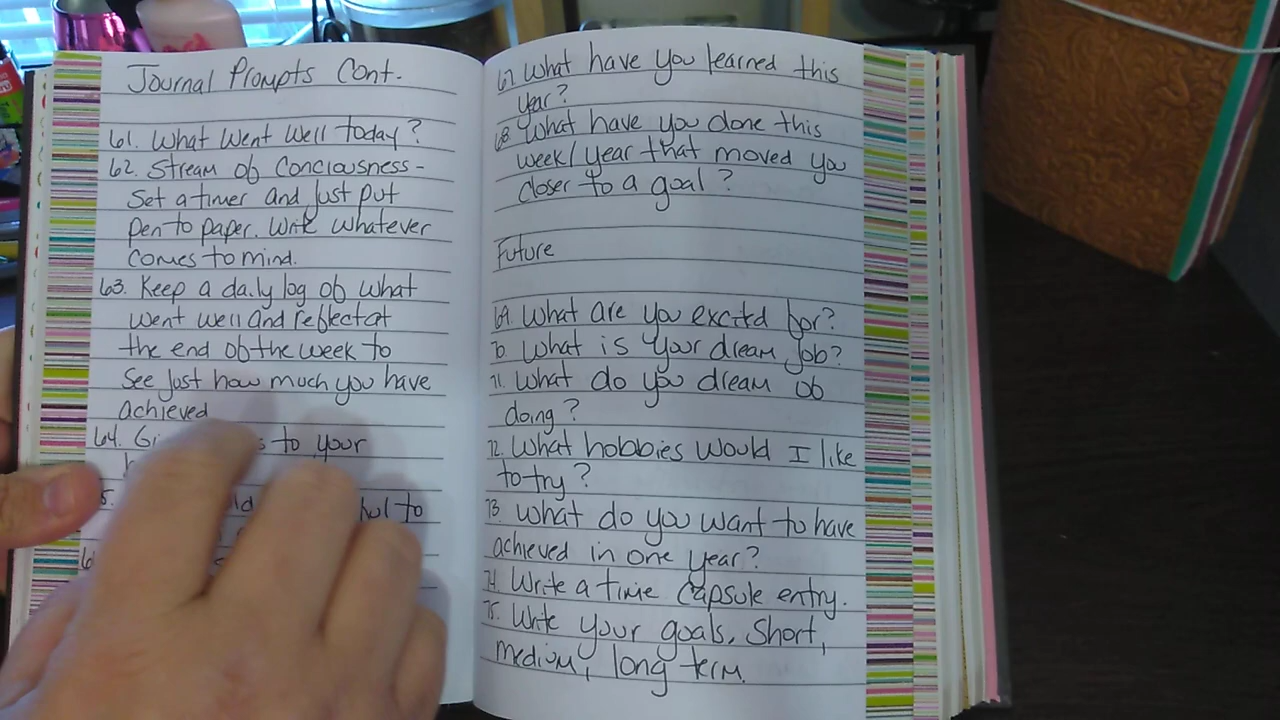 Journal Prompts Cont.
61. What Went Well today?
62. Stream of Conciousness -
Set a timer and Just put
Pen to paper. Write Whatever
Comes to mind.
63. Keep a daily log of what
Went well and reflect at
the end of the week to
See Just how much you have
achieved
64. to your
to
67. What have you learned this
year?
68. What have you done this
week/year that moved you
closer to a goal?
Future
69. What are you excited for?
70. What is Your dream Job?
71. What do you dream of
doing?
72. What hobbies Would I like
to try?
73. What do you Want to have
achieved in one year?
74. Write a time Capsule entry.
75. Write your goals, Short,
medium, long term.